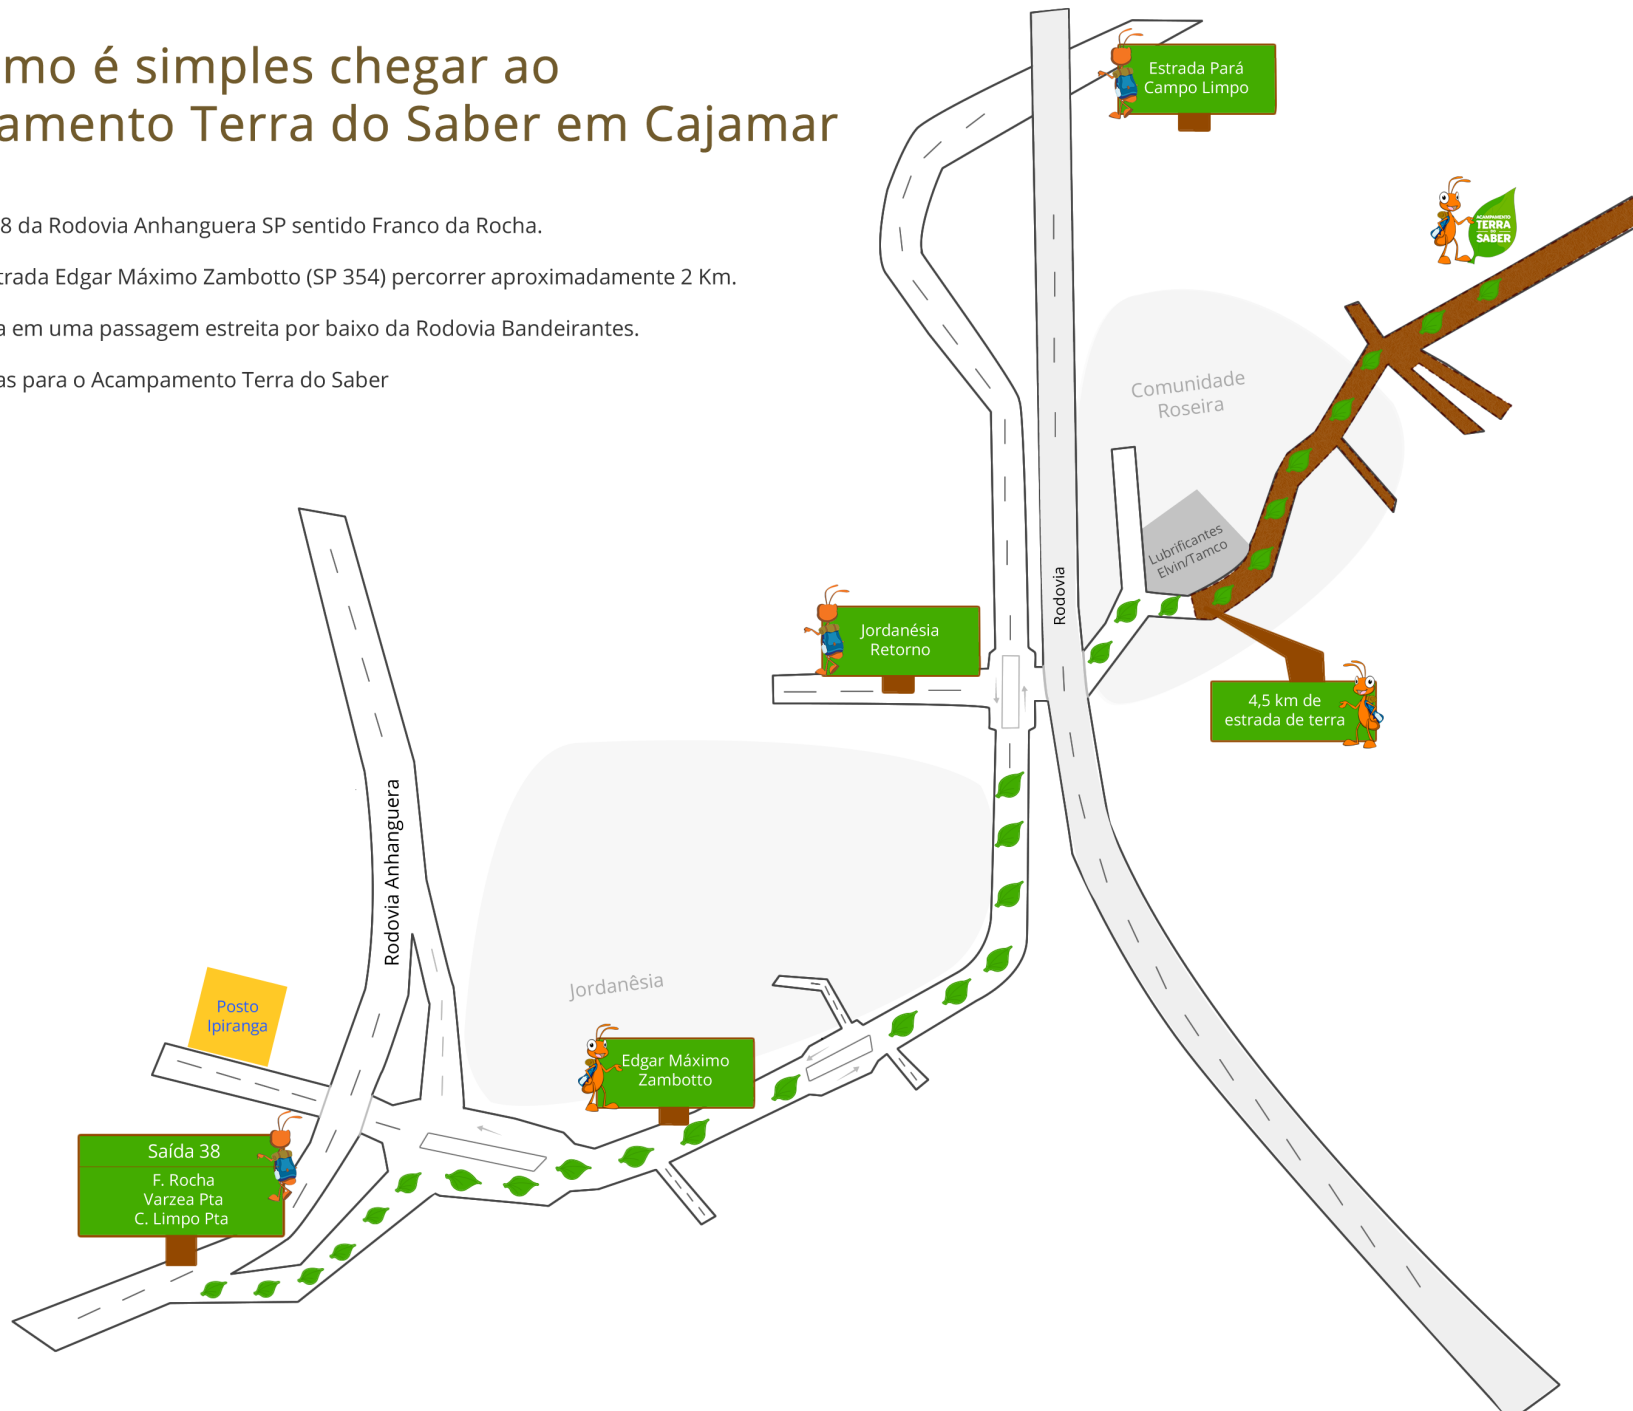 mo é simples chegar ao
amento Terra do Saber em Cajamar
8 da Rodovia Anhanguera SP sentido Franco da Rocha.
trada Edgar Máximo Zambotto (SP 354) percorrer aproximadamente 2 Km.
a em uma passagem estreita por baixo da Rodovia Bandeirantes.
as para o Acampamento Terra do Saber
Estrada Pará
Campo Limpo
ACAMPAMENTO
TERRA
DO
SABER
Comunidade
Roseira
Lubrificantes
Elvin/Tamco
Rodovia
Jordanésia
Retorno
4,5 km de
estrada de terra
Rodovia Anhanguera
Jordanêsia
Posto
Ipiranga
Edgar Máximo
Zambotto
Saída 38
F. Rocha
Varzea Pta
C. Limpo Pta